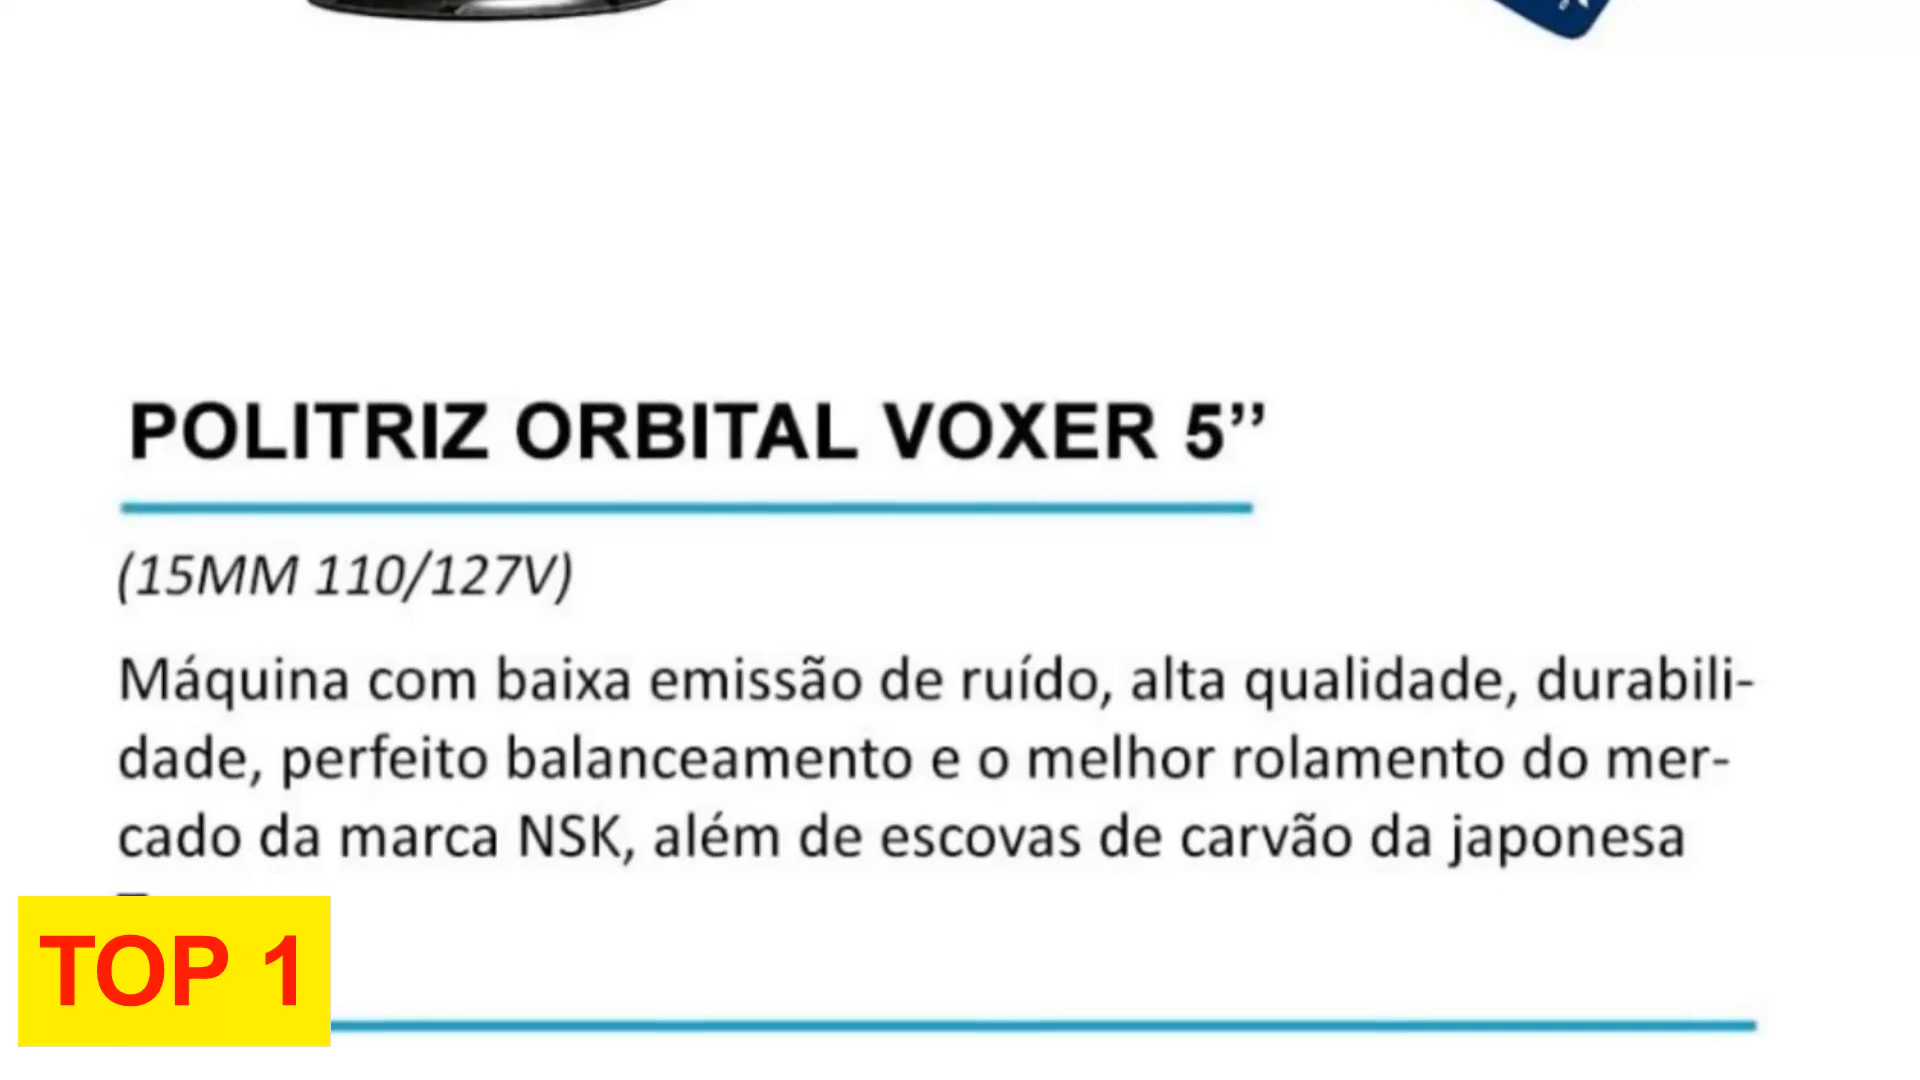 POLITRIZ ORBITAL VOXER 5’’
(15MM 110/127V)
Máquina com baixa emissão de ruído, alta qualidade, durabili-
dade, perfeito balanceamento e o melhor rolamento do mer-
cado da marca NSK, além de escovas de carvão da japonesa
TOP 1